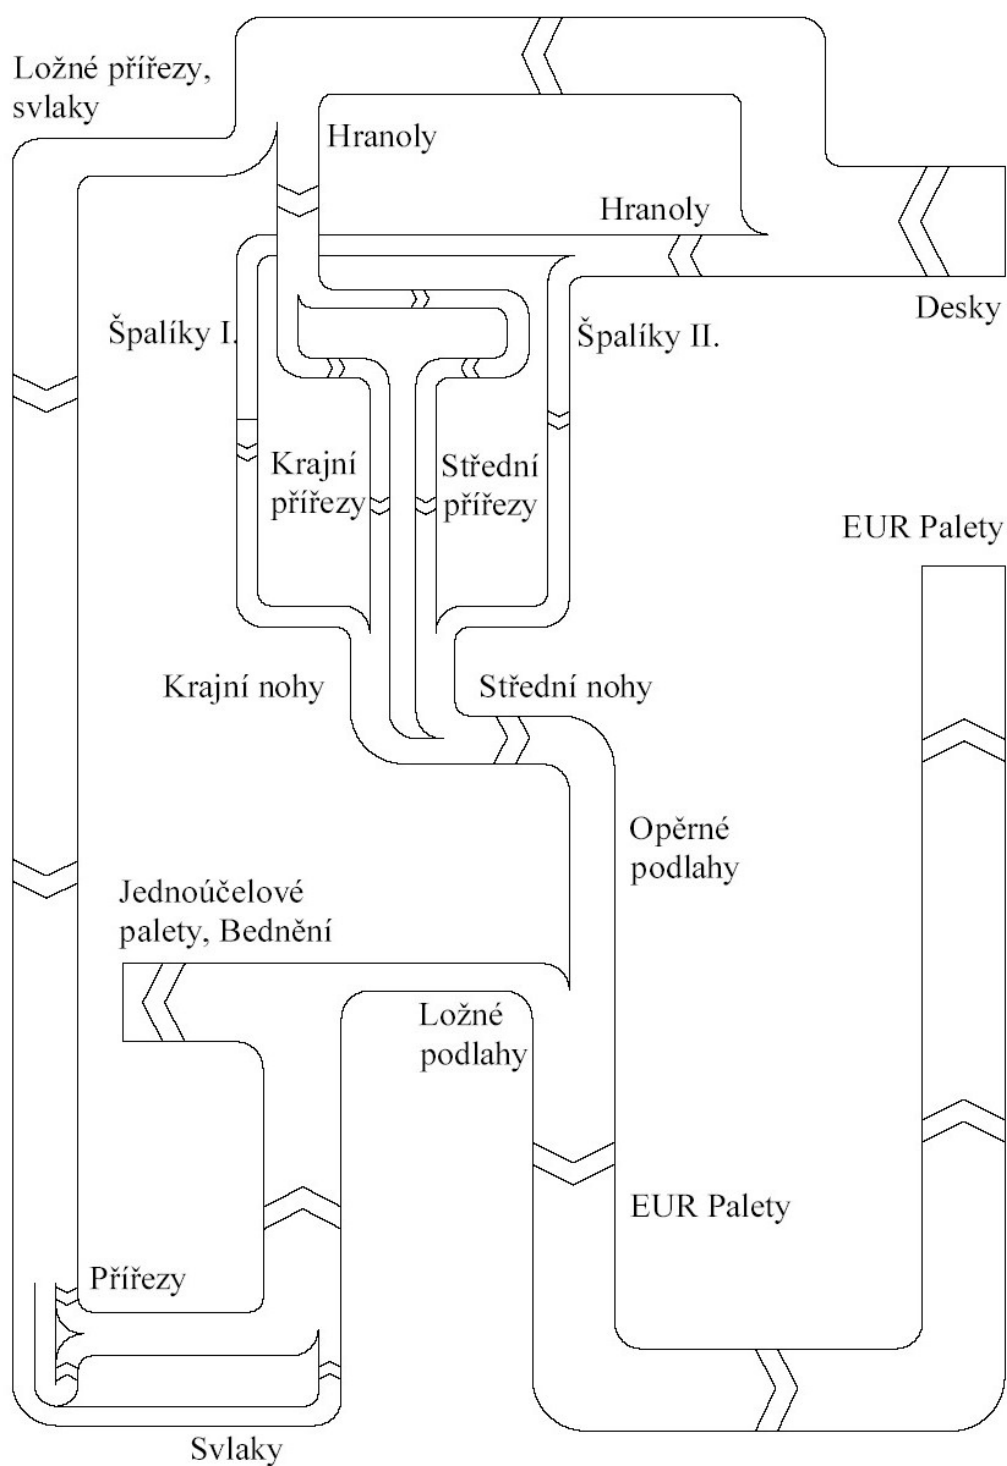 Ložné přířezy,
svlaky
Hranoly
Hranoly
Desky
Špalíky I.
Špalíky II.
Krajní
přířezy
Střední
přířezy
EUR Palety
Krajní nohy
Střední nohy
Opěrné
podlahy
Jednoúčelové
palety, Bednění
Ložné
podlahy
EUR Palety
Přířezy
Svlaky